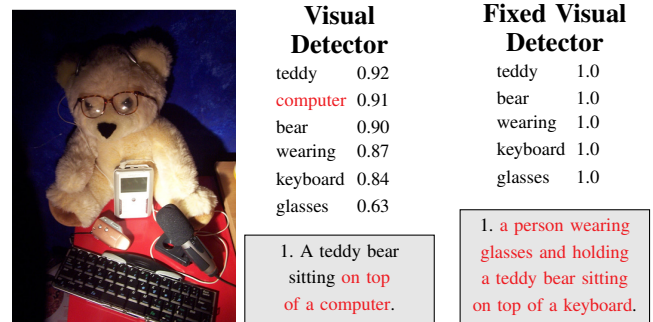 Visual
Detector
teddy 0.92
computer 0.91
bear 0.90
wearing 0.87
keyboard 0.84
glasses 0.63
1. A teddy bear
sitting on top
of a computer.
Fixed Visual
Detector
teddy 1.0
bear 1.0
wearing 1.0
keyboard 1.0
glasses 1.0
1. a person wearing
glasses and holding
a teddy bear sitting
on top of a keyboard.